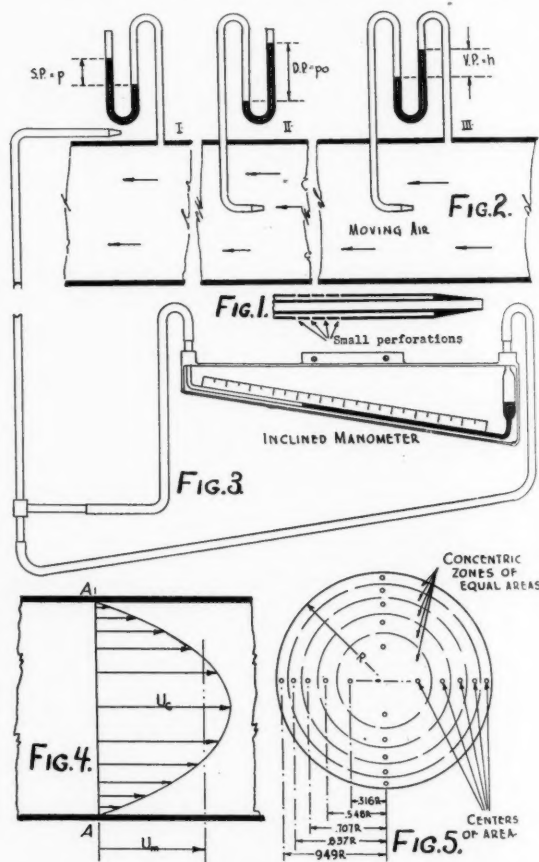 S.P.=p
D.P.=po
V.P.=h
I
II
III
FIG.2.
MOVING AIR
FIG.1.
Small perforations
INCLINED MANOMETER
FIG.3.
A1
CONCENTRIC
ZONES OF
EQUAL AREAS
R
Uc
FIG.4.
A
Um
.316R
.548R
.707R
.837R
.949R
CENTERS
OF AREA
FIG.5.